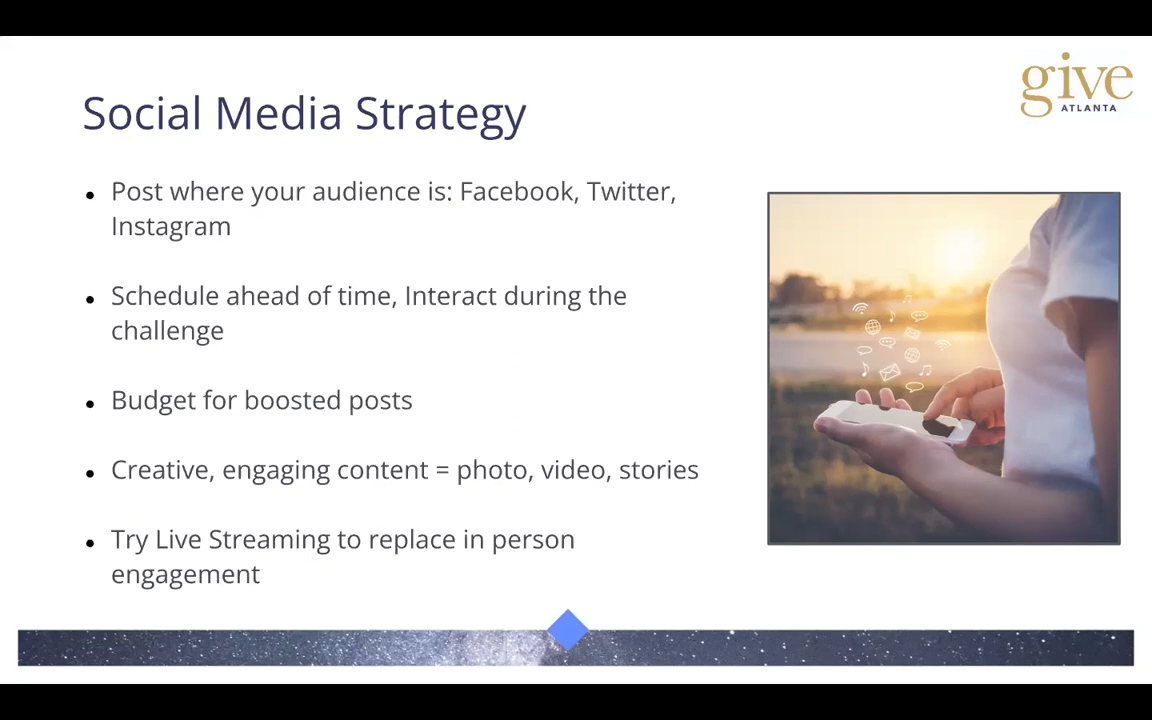 give
ATLANTA
Social Media Strategy
• Post where your audience is: Facebook, Twitter,
Instagram
• Schedule ahead of time, Interact during the
challenge
• Budget for boosted posts
• Creative, engaging content = photo, video, stories
• Try Live Streaming to replace in person
engagement